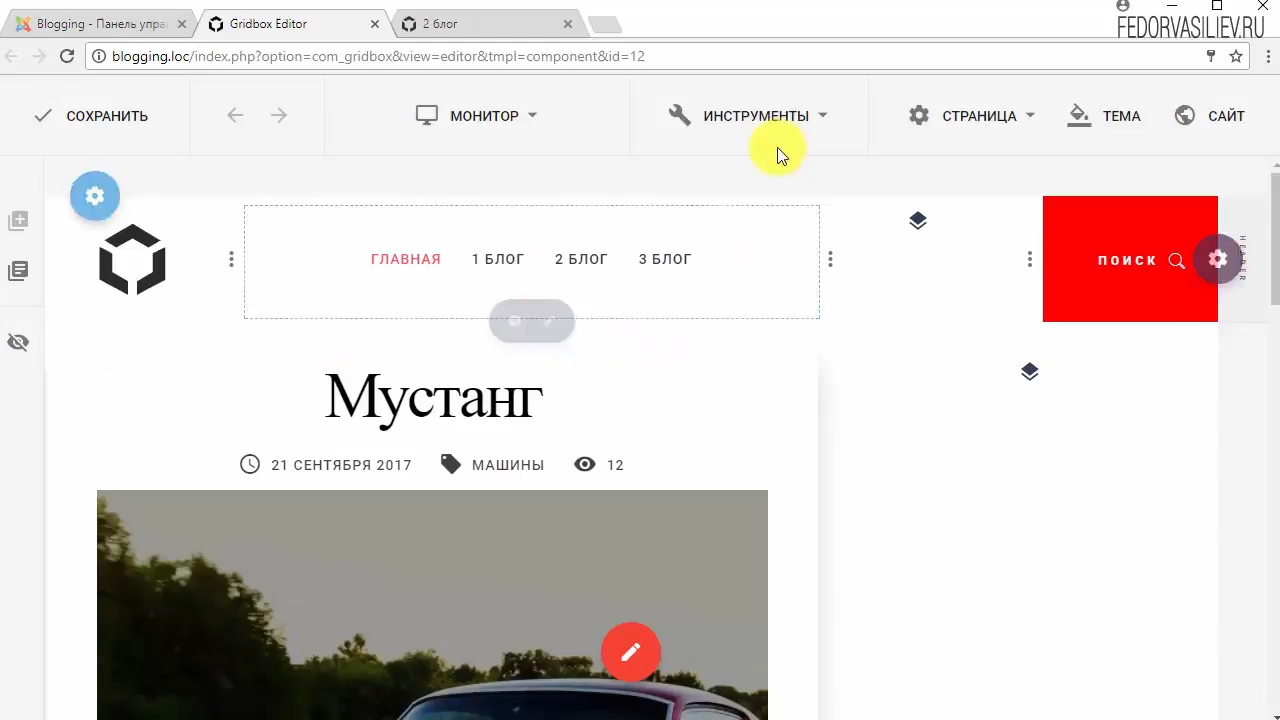 Blogging - Панель упра
Gridbox Editor
2 блог
FEDORVASILIEV.RU
blogging.loc/index.php?option=com_gridbox&view=editor&tmpl=component&id=12
СОХРАНИТЬ
МОНИТОР
ИНСТРУМЕНТЫ
СТРАНИЦА
ТЕМА
САЙТ
ГЛАВНАЯ 1 БЛОГ 2 БЛОГ 3 БЛОГ
ПОИСК
HEADER
Мустанг
21 СЕНТЯБРЯ 2017 МАШИНЫ 12